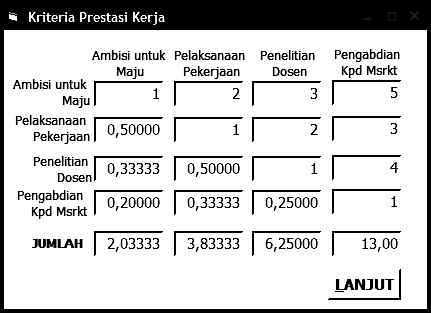 Kriteria Prestasi Kerja
Ambisi untuk Maju Pelaksanaan Pekerjaan Penelitian Dosen Pengabdian Kpd Msrkt
Ambisi untuk Maju 1 2 3 5
Pelaksanaan Pekerjaan 0,50000 1 2 3
Penelitian Dosen 0,33333 0,50000 1 4
Pengabdian Kpd Msrkt 0,20000 0,33333 0,25000 1
JUMLAH 2,03333 3,83333 6,25000 13,00
LANJUT